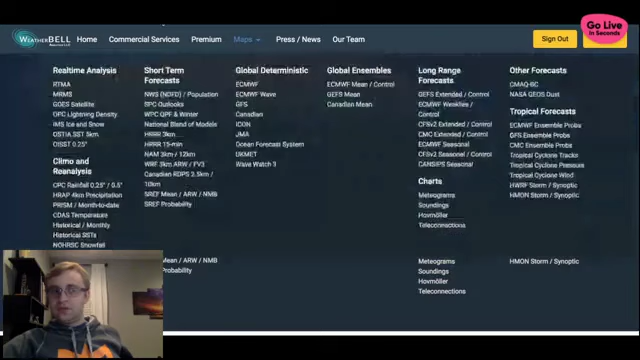 Go Live
in Seconds
WEATHERBELL
Home
Commercial Services
Premium
Maps
Press / News
Our Team
Sign Out
Realtime Analysis
RTMA
MRMS
GOES Satellite
OPC Lightning Density
IMS Ice and Snow
OSTIA SST 5km
OISST 0.25°
Climo and
Reanalysis
OPC Rainfall 0.25° / 0.5°
HRAP 4km Precipitation
PRISM / Month-to-date
CDAS Temperature
Historical / Monthly
Historical SSTs
NOHRSC Snowfall
Short Term
Forecasts
NWS (NDFD) / Population
SPC Outlooks
WPC QPF & Winter
National Blend of Models
HRRR 3km
HRRR 15-min
NAM 3km / 12km
WRF 3km ARW / FV3
Canadian RDPS 2.5km /
10km
SREF Mean / ARW / NMB
SREF Probability
Global Deterministic
ECMWF
ECMWF Wave
GFS
Canadian
ICON
JMA
Ocean Forecast System
UKMET
Wave Watch 3
Global Ensembles
ECMWF Mean / Control
GEFS Mean
Canadian Mean
Long Range
Forecasts
GEFS Extended / Control
ECMWF Weeklies /
Control
CFSv2 Extended / Control
CMC Extended / Control
ECMWF Seasonal
CFSv2 Seasonal / Control
CANSIPS Seasonal
Charts
Meteograms
Soundings
Hovmöller
Teleconnections
Other Forecasts
CMAQ-BC
NASA GEOS Dust
Tropical Forecasts
ECMWF Ensemble Probs
GFS Ensemble Probs
CMC Ensemble Probs
Tropical Cyclone Tracks
Tropical Cyclone Pressure
Tropical Cyclone Wind
HWRF Storm / Synoptic
HMON Storm / Synoptic
Mean / ARW / NMB
Probability
Meteograms
Soundings
Hovmöller
Teleconnections
HMON Storm / Synoptic